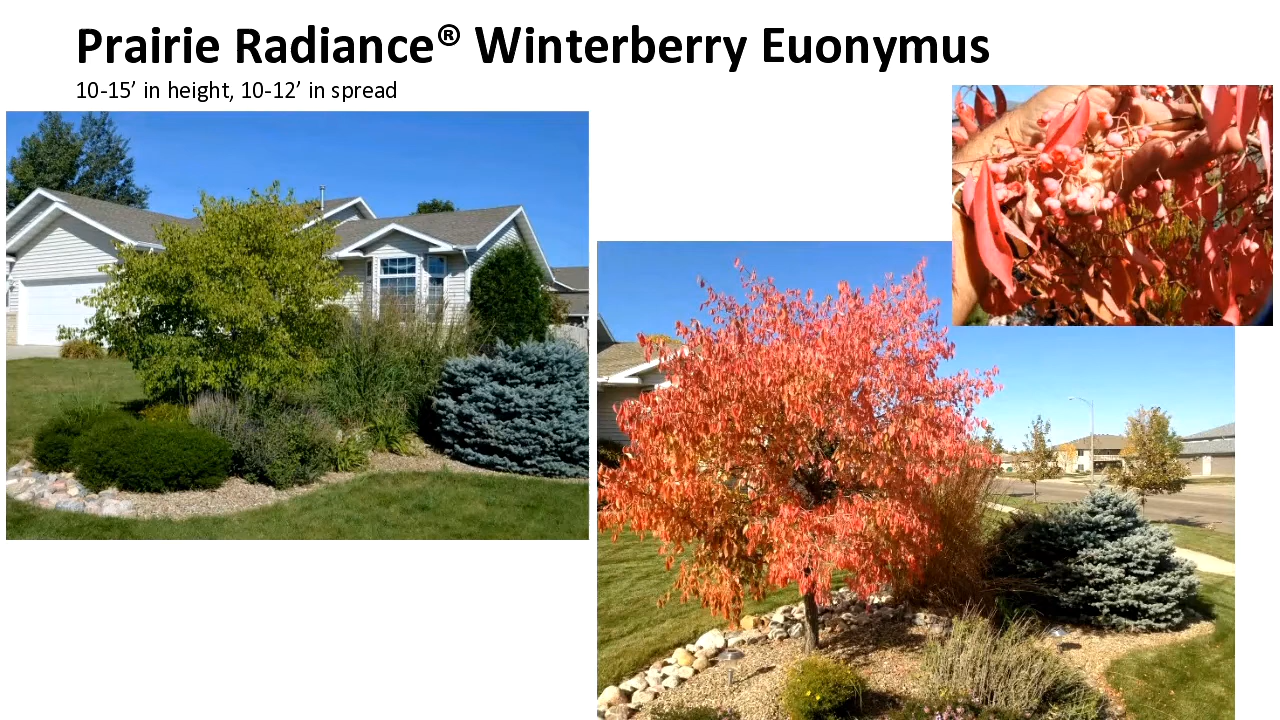 Prairie Radiance® Winterberry Euonymus
10-15’ in height, 10-12’ in spread